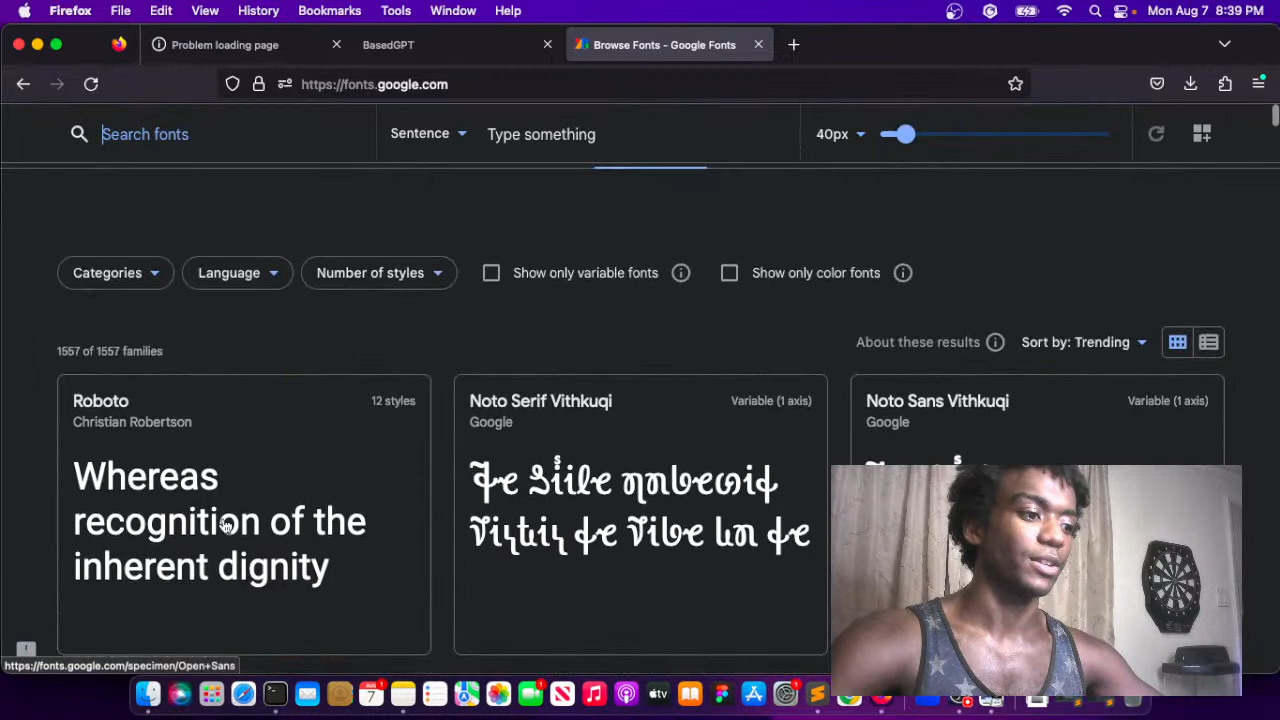 Firefox File Edit View History Bookmarks Tools Window Help Mon Aug 7 8:39 PM
Problem loading page BasedGPT Browse Fonts - Google Fonts
https://fonts.google.com
Search fonts Sentence Type something 40px
Categories Language Number of styles Show only variable fonts Show only color fonts
1557 of 1557 families About these results Sort by: Trending
Roboto 12 styles Noto Serif Vithkuqi Variable (1 axis) Noto Sans Vithkuqi Variable (1 axis)
Christian Robertson Google Google
Whereas
recognition of the
inherent dignity
https://fonts.google.com/specimen/Open+Sans